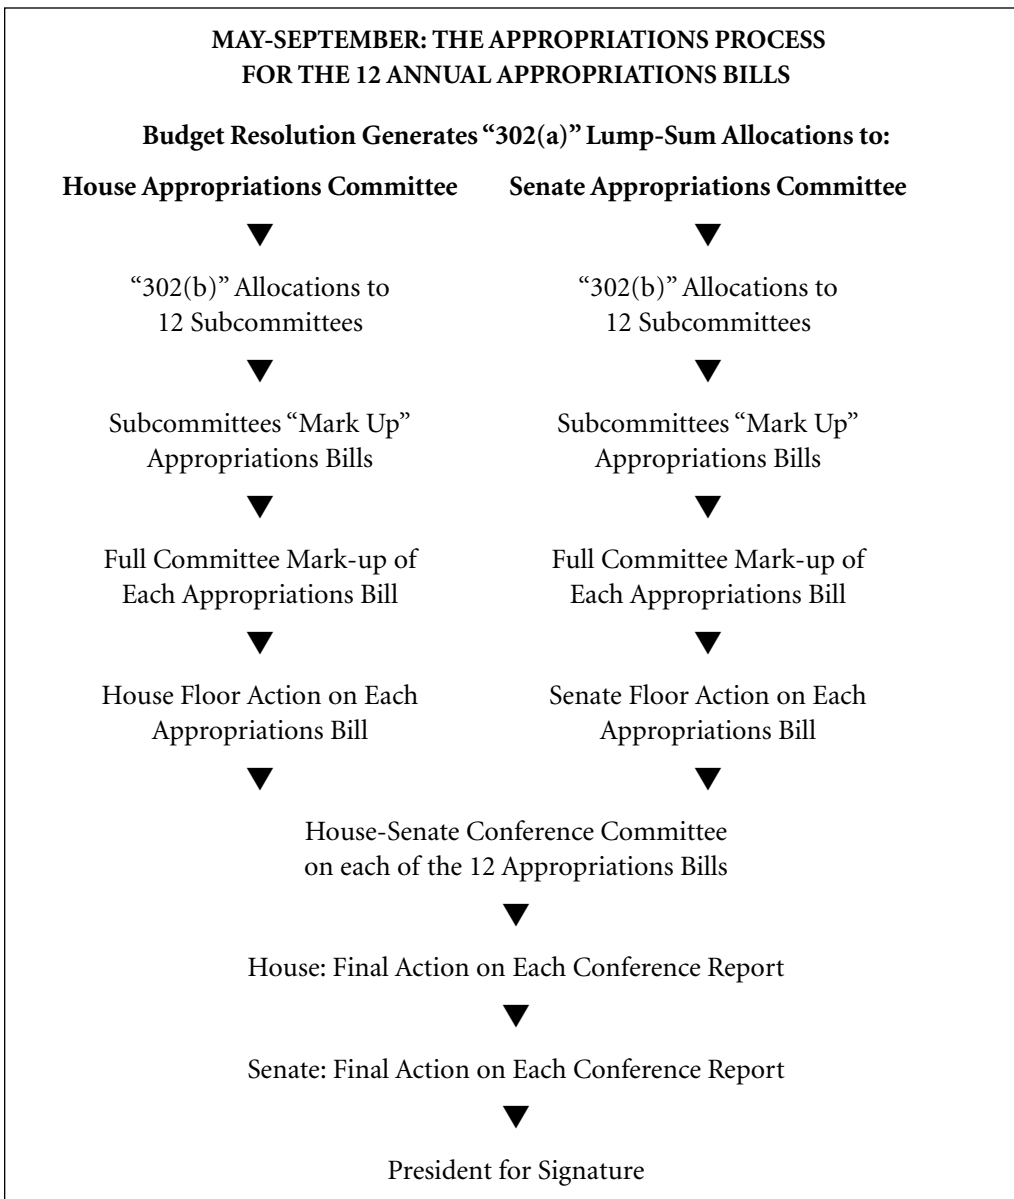 MAY-SEPTEMBER: THE APPROPRIATIONS PROCESS
FOR THE 12 ANNUAL APPROPRIATIONS BILLS
Budget Resolution Generates “302(a)” Lump-Sum Allocations to:
House Appropriations Committee
“302(b)” Allocations to
12 Subcommittees
Subcommittees “Mark Up”
Appropriations Bills
Full Committee Mark-up of
Each Appropriations Bill
House Floor Action on Each
Appropriations Bill
Senate Appropriations Committee
“302(b)” Allocations to
12 Subcommittees
Subcommittees “Mark Up”
Appropriations Bills
Full Committee Mark-up of
Each Appropriations Bill
Senate Floor Action on Each
Appropriations Bill
House-Senate Conference Committee
on each of the 12 Appropriations Bills
House: Final Action on Each Conference Report
Senate: Final Action on Each Conference Report
President for Signature